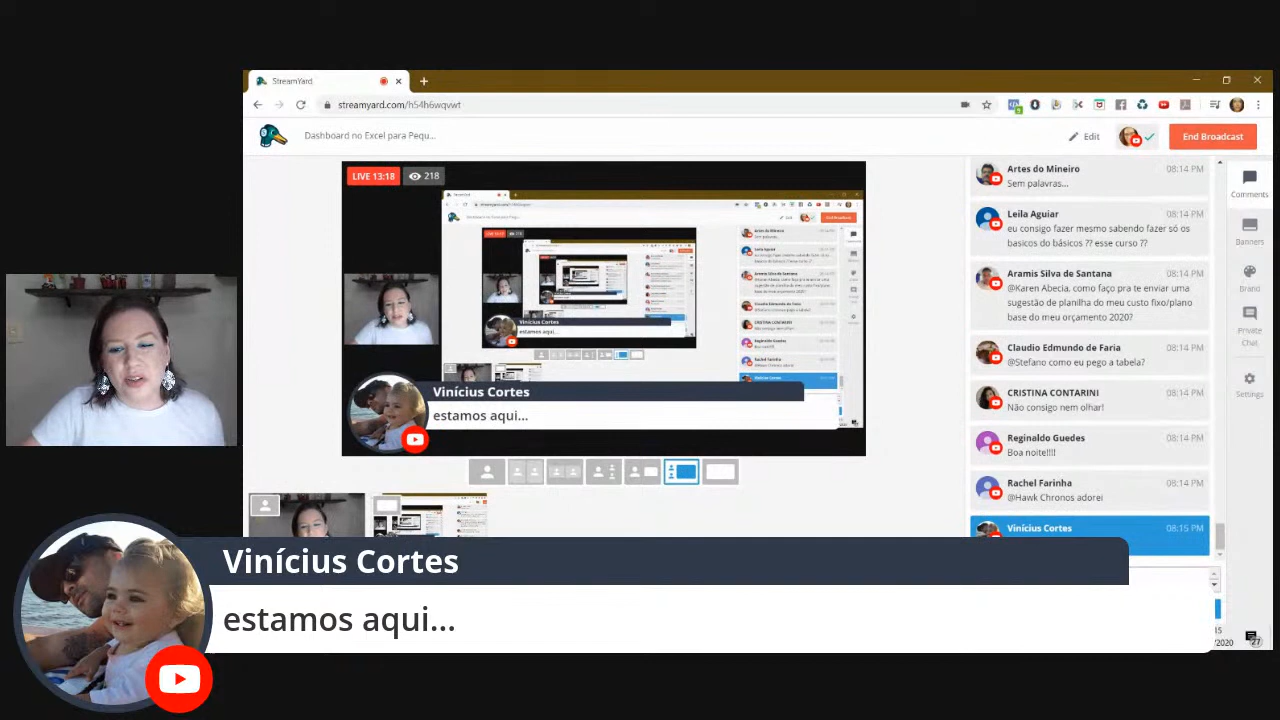 StreamYard
streamyard.com/h54h6wqvwt
Dashboard no Excel para Pequ...
Edit
End Broadcast
LIVE 13:18
218
Vinícius Cortes
estamos aqui...
Vinícius Cortes
estamos aqui...
Artes do Mineiro 08:14 PM
Sem palavras...
Leila Aguiar 08:14 PM
eu consigo fazer mesmo sabendo fazer só os
basicos do básicos ?? esse curso ??
Aramis Silva de Santana 08:14 PM
@Karen Abecia, como faço pra te enviar uma
sugestão de planilha do meu custo fixo/plano
base do meu orçamento 2020?
Claudio Edmundo de Faria 08:14 PM
@Stefano como eu pego a tabela?
CRISTINA CONTARINI 08:14 PM
Não consigo nem olhar!
Reginaldo Guedes 08:14 PM
Boa noite!!!!
Rachel Farinha 08:14 PM
@Hawk Chronos adorei
Vinícius Cortes 08:15 PM
Comments
Banners
Brand
Private
Chat
Settings
27
Vinícius Cortes
estamos aqui...